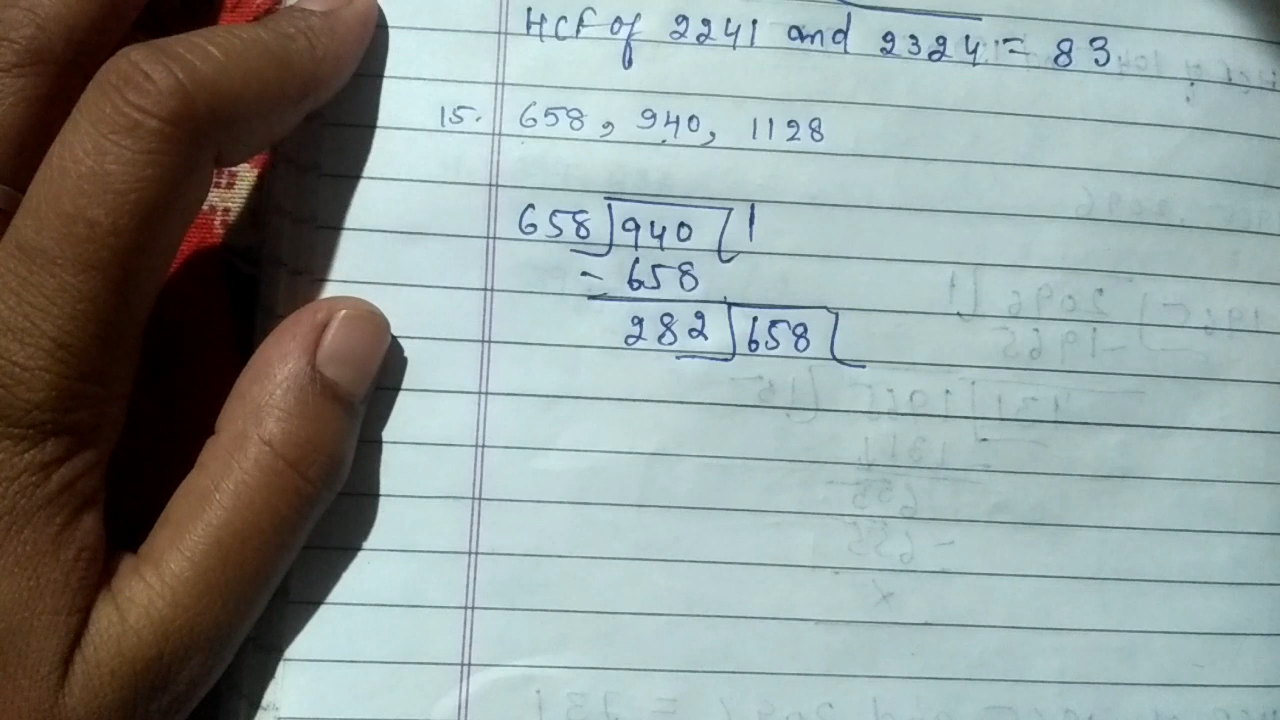 HCF of 2241 and 2324 = 83
15. 658, 940, 1128
658 ) 940 ( 1
- 658
282 ) 658 (